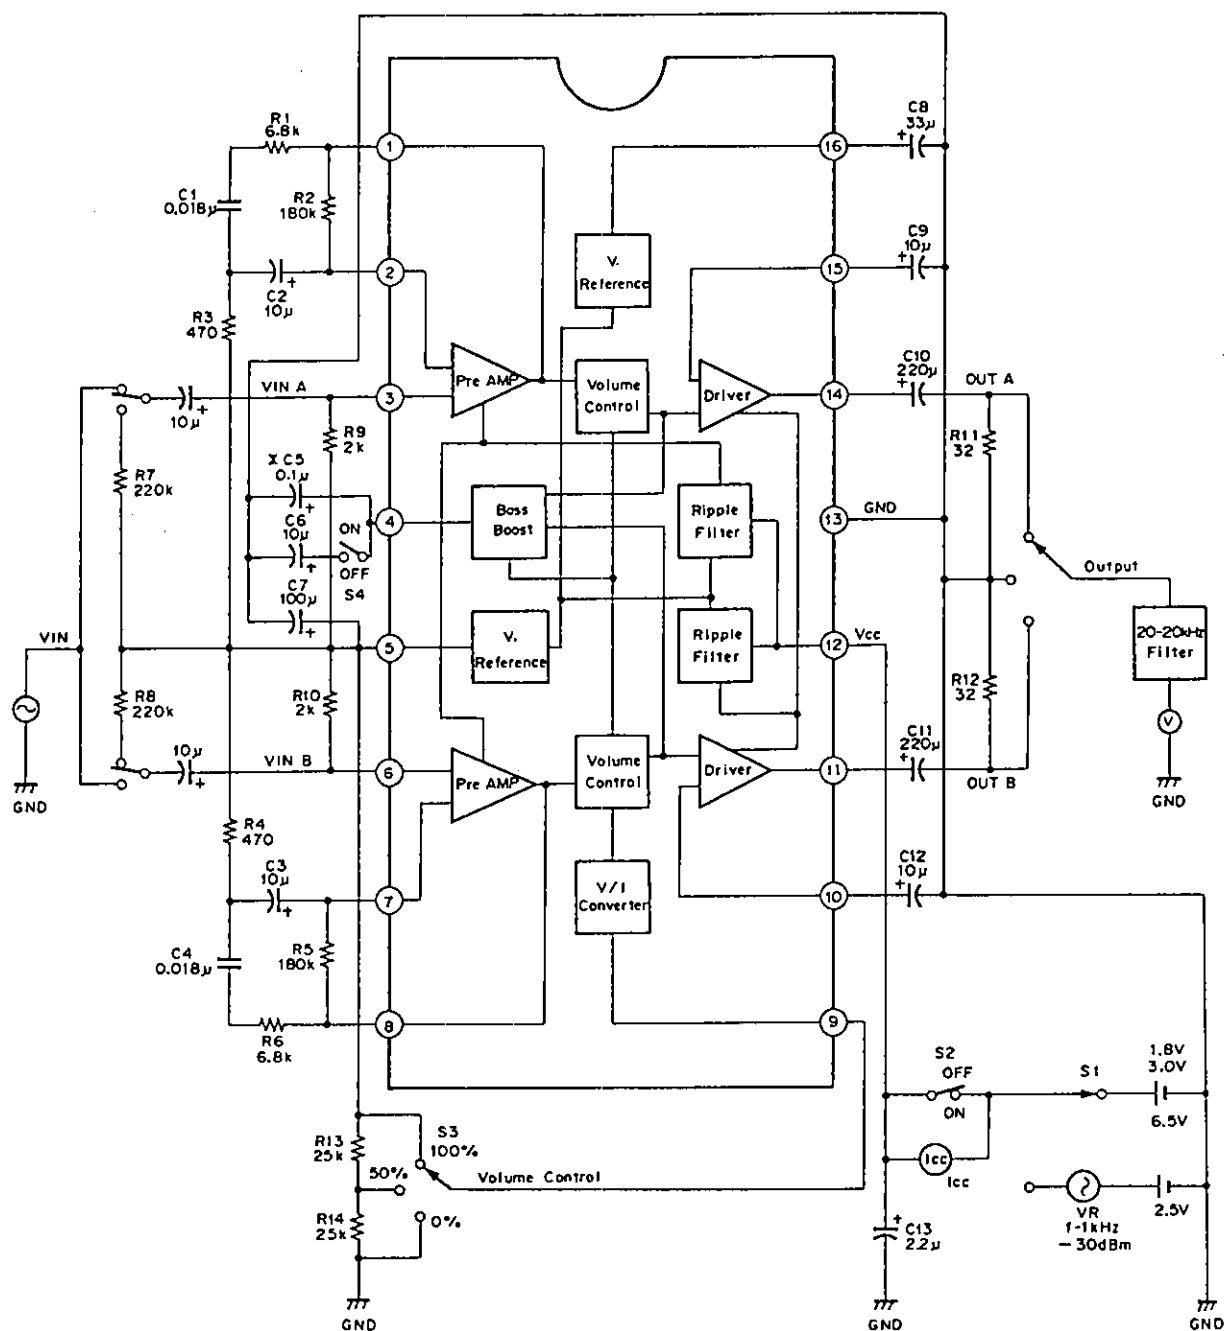 R1
6.8k
1
C1
0.018μ
R2
180k
2
C2
10μ
R3
470
VIN A
3
10μ
R9
2k
R7
220k
X C5
0.1μ
C6
10μ
ON
OFF
S4
C7
100μ
4
5
VIN
R8
220k
R10
2k
10μ
VIN B
6
GND
R4
470
C3
10μ
7
C4
0.018μ
R5
180k
R6
6.8k
8
Pre AMP
V.
Reference
Volume
Control
Driver
Bass
Boost
Ripple
Filter
V.
Reference
Ripple
Filter
Pre AMP
Volume
Control
Driver
V/I
Converter
16
C8
33μ
15
C9
10μ
14
C10
220μ
OUT A
R11
32
13
GND
Output
20-20kHz
Filter
V
GND
12
Vcc
R12
32
11
C11
220μ
OUT B
10
C12
10μ
9
S2
OFF
ON
S1
1.8V
3.0V
6.5V
Icc
Icc
VR
f-1kHz
-30dBm
2.5V
C13
2.2μ
R13
25k
S3
100%
50%
0%
Volume Control
R14
25k
GND
GND
GND